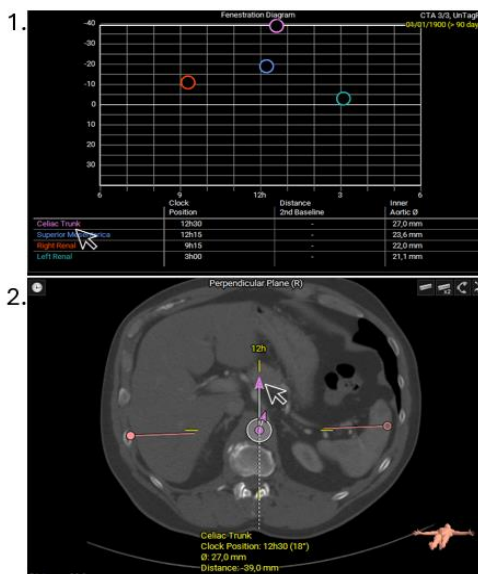 1.
Fenestration Diagram
CTA 3/3, UnTagI
01/01/1900 (> 90 day
-40
-30
-20
-10
0
10
20
30
6 9 12h 3 6
Clock Position Distance 2nd Baseline Inner Aortic Ø
Celiac Trunk 12h30 - 27,0 mm
Superior 12h15 - 23,6 mm
Right Renal 9h15 - 22,0 mm
Left Renal 3h00 - 21,1 mm
2.
Perpendicular Plane (R)
x2
12h
Celiac Trunk
Clock Position: 12h30 (18°)
Ø: 27,0 mm
Distance: -39,0 mm